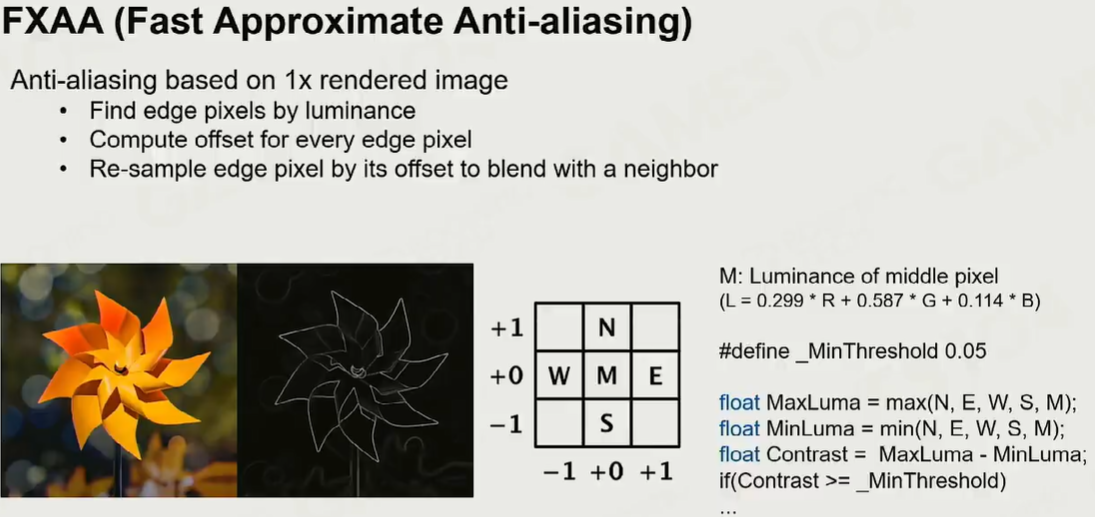 FXAA (Fast Approximate Anti-aliasing)
Anti-aliasing based on 1x rendered image
• Find edge pixels by luminance
• Compute offset for every edge pixel
• Re-sample edge pixel by its offset to blend with a neighbor
+1 N
+0 W M E
−1 S
−1 +0 +1
M: Luminance of middle pixel
(L = 0.299 * R + 0.587 * G + 0.114 * B)
#define _MinThreshold 0.05
float MaxLuma = max(N, E, W, S, M);
float MinLuma = min(N, E, W, S, M);
float Contrast = MaxLuma - MinLuma;
if(Contrast >= _MinThreshold)
...
GAMES 104